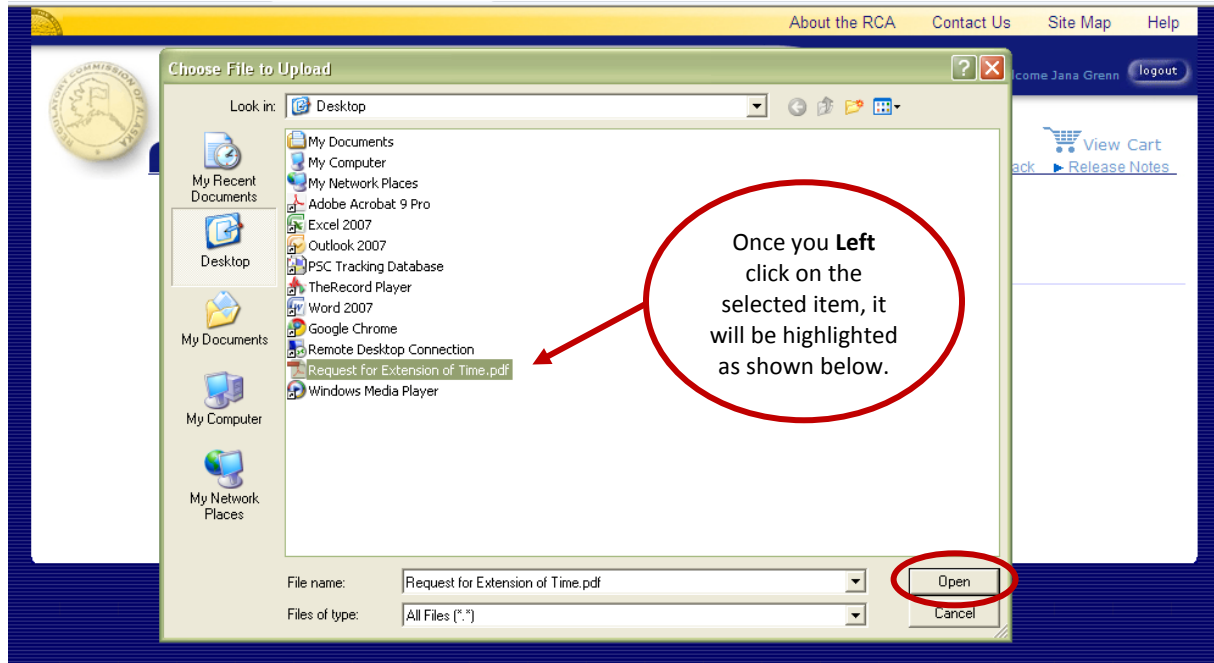 About the RCA Contact Us Site Map Help
Choose File to Upload
lcome Jana Grenn logout
Look in: Desktop
View Cart
ack Release Notes
My Recent
Documents
Desktop
My Documents
My Computer
My Network
Places
My Documents
My Computer
My Network Places
Adobe Acrobat 9 Pro
Excel 2007
Outlook 2007
PSC Tracking Database
TheRecord Player
Word 2007
Google Chrome
Remote Desktop Connection
Request for Extension of Time.pdf
Windows Media Player
Once you Left
click on the
selected item, it
will be highlighted
as shown below.
File name: Request for Extension of Time.pdf Open
Files of type: All Files (*.*) Cancel